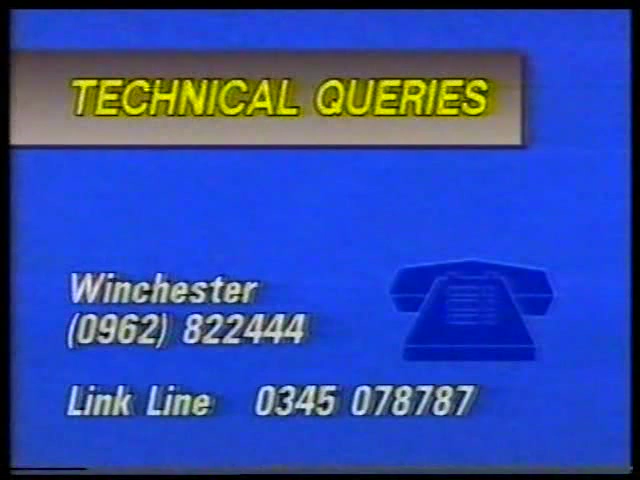 TECHNICAL QUERIES
Winchester
(0962) 822444
Link Line 0345 078787